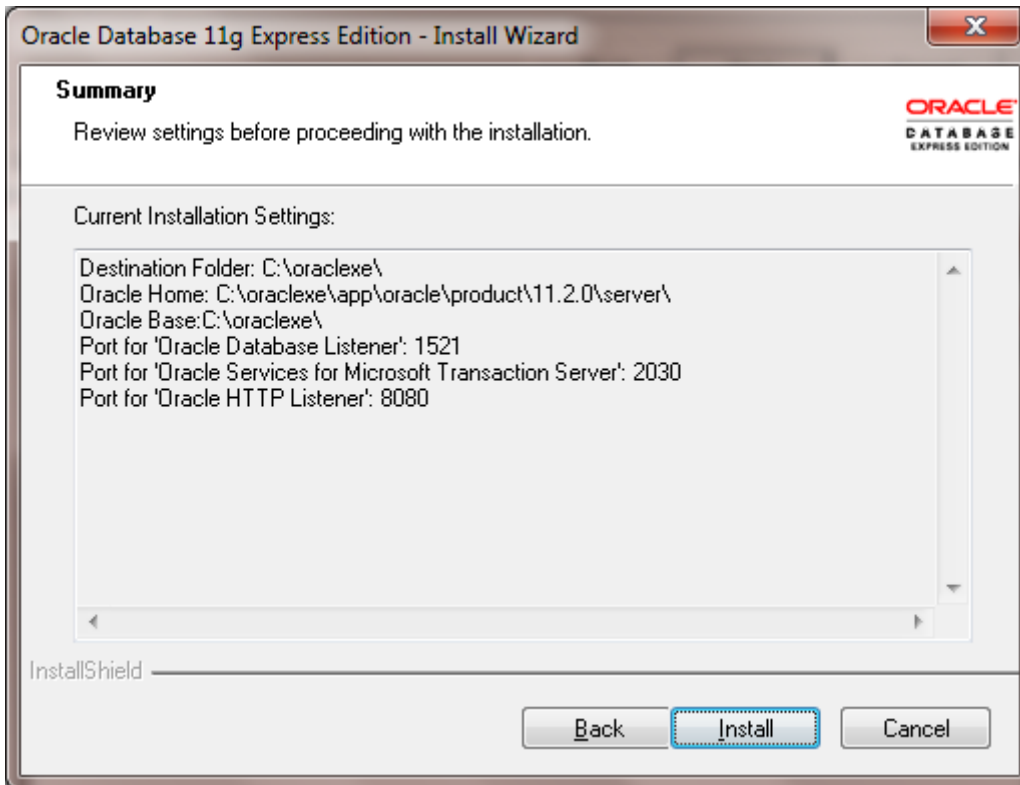 Oracle Database 11g Express Edition - Install Wizard
Summary
Review settings before proceeding with the installation.
ORACLE
DATABASE
EXPRESS EDITION
Current Installation Settings:
Destination Folder: C:\oraclexe\
Oracle Home: C:\oraclexe\app\oracle\product\11.2.0\server\
Oracle Base:C:\oraclexe\
Port for 'Oracle Database Listener': 1521
Port for 'Oracle Services for Microsoft Transaction Server': 2030
Port for 'Oracle HTTP Listener': 8080
InstallShield
Back
Install
Cancel